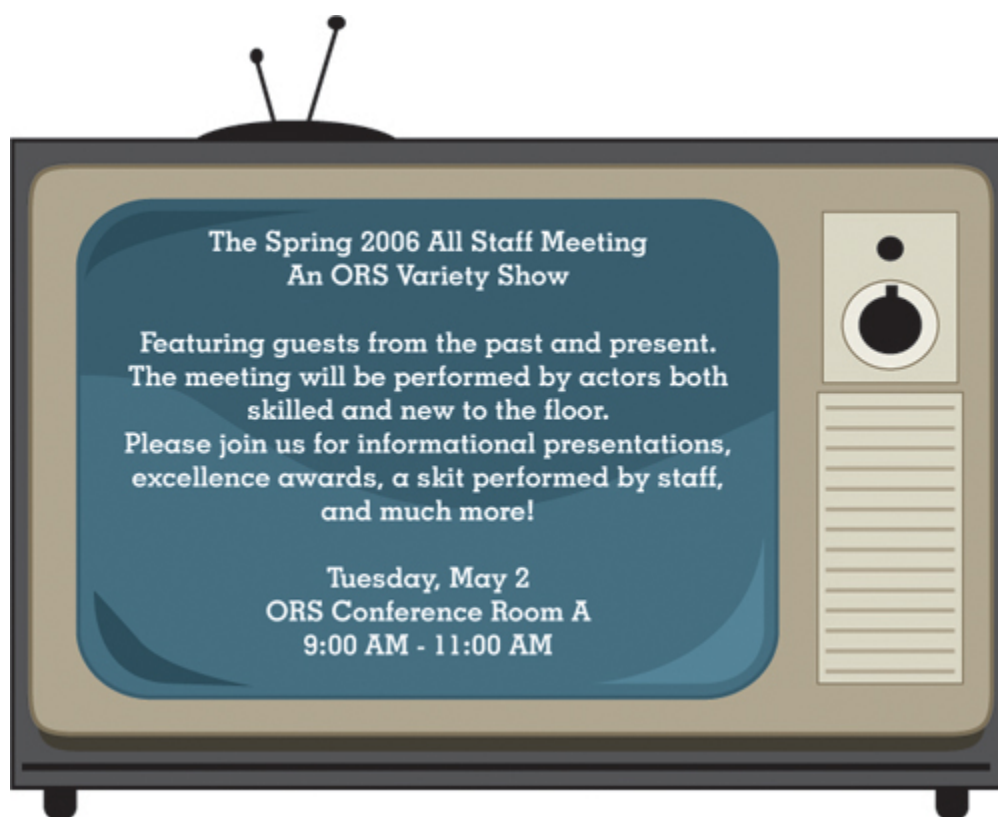 The Spring 2006 All Staff Meeting
An ORS Variety Show
Featuring guests from the past and present.
The meeting will be performed by actors both
skilled and new to the floor.
Please join us for informational presentations,
excellence awards, a skit performed by staff,
and much more!
Tuesday, May 2
ORS Conference Room A
9:00 AM - 11:00 AM